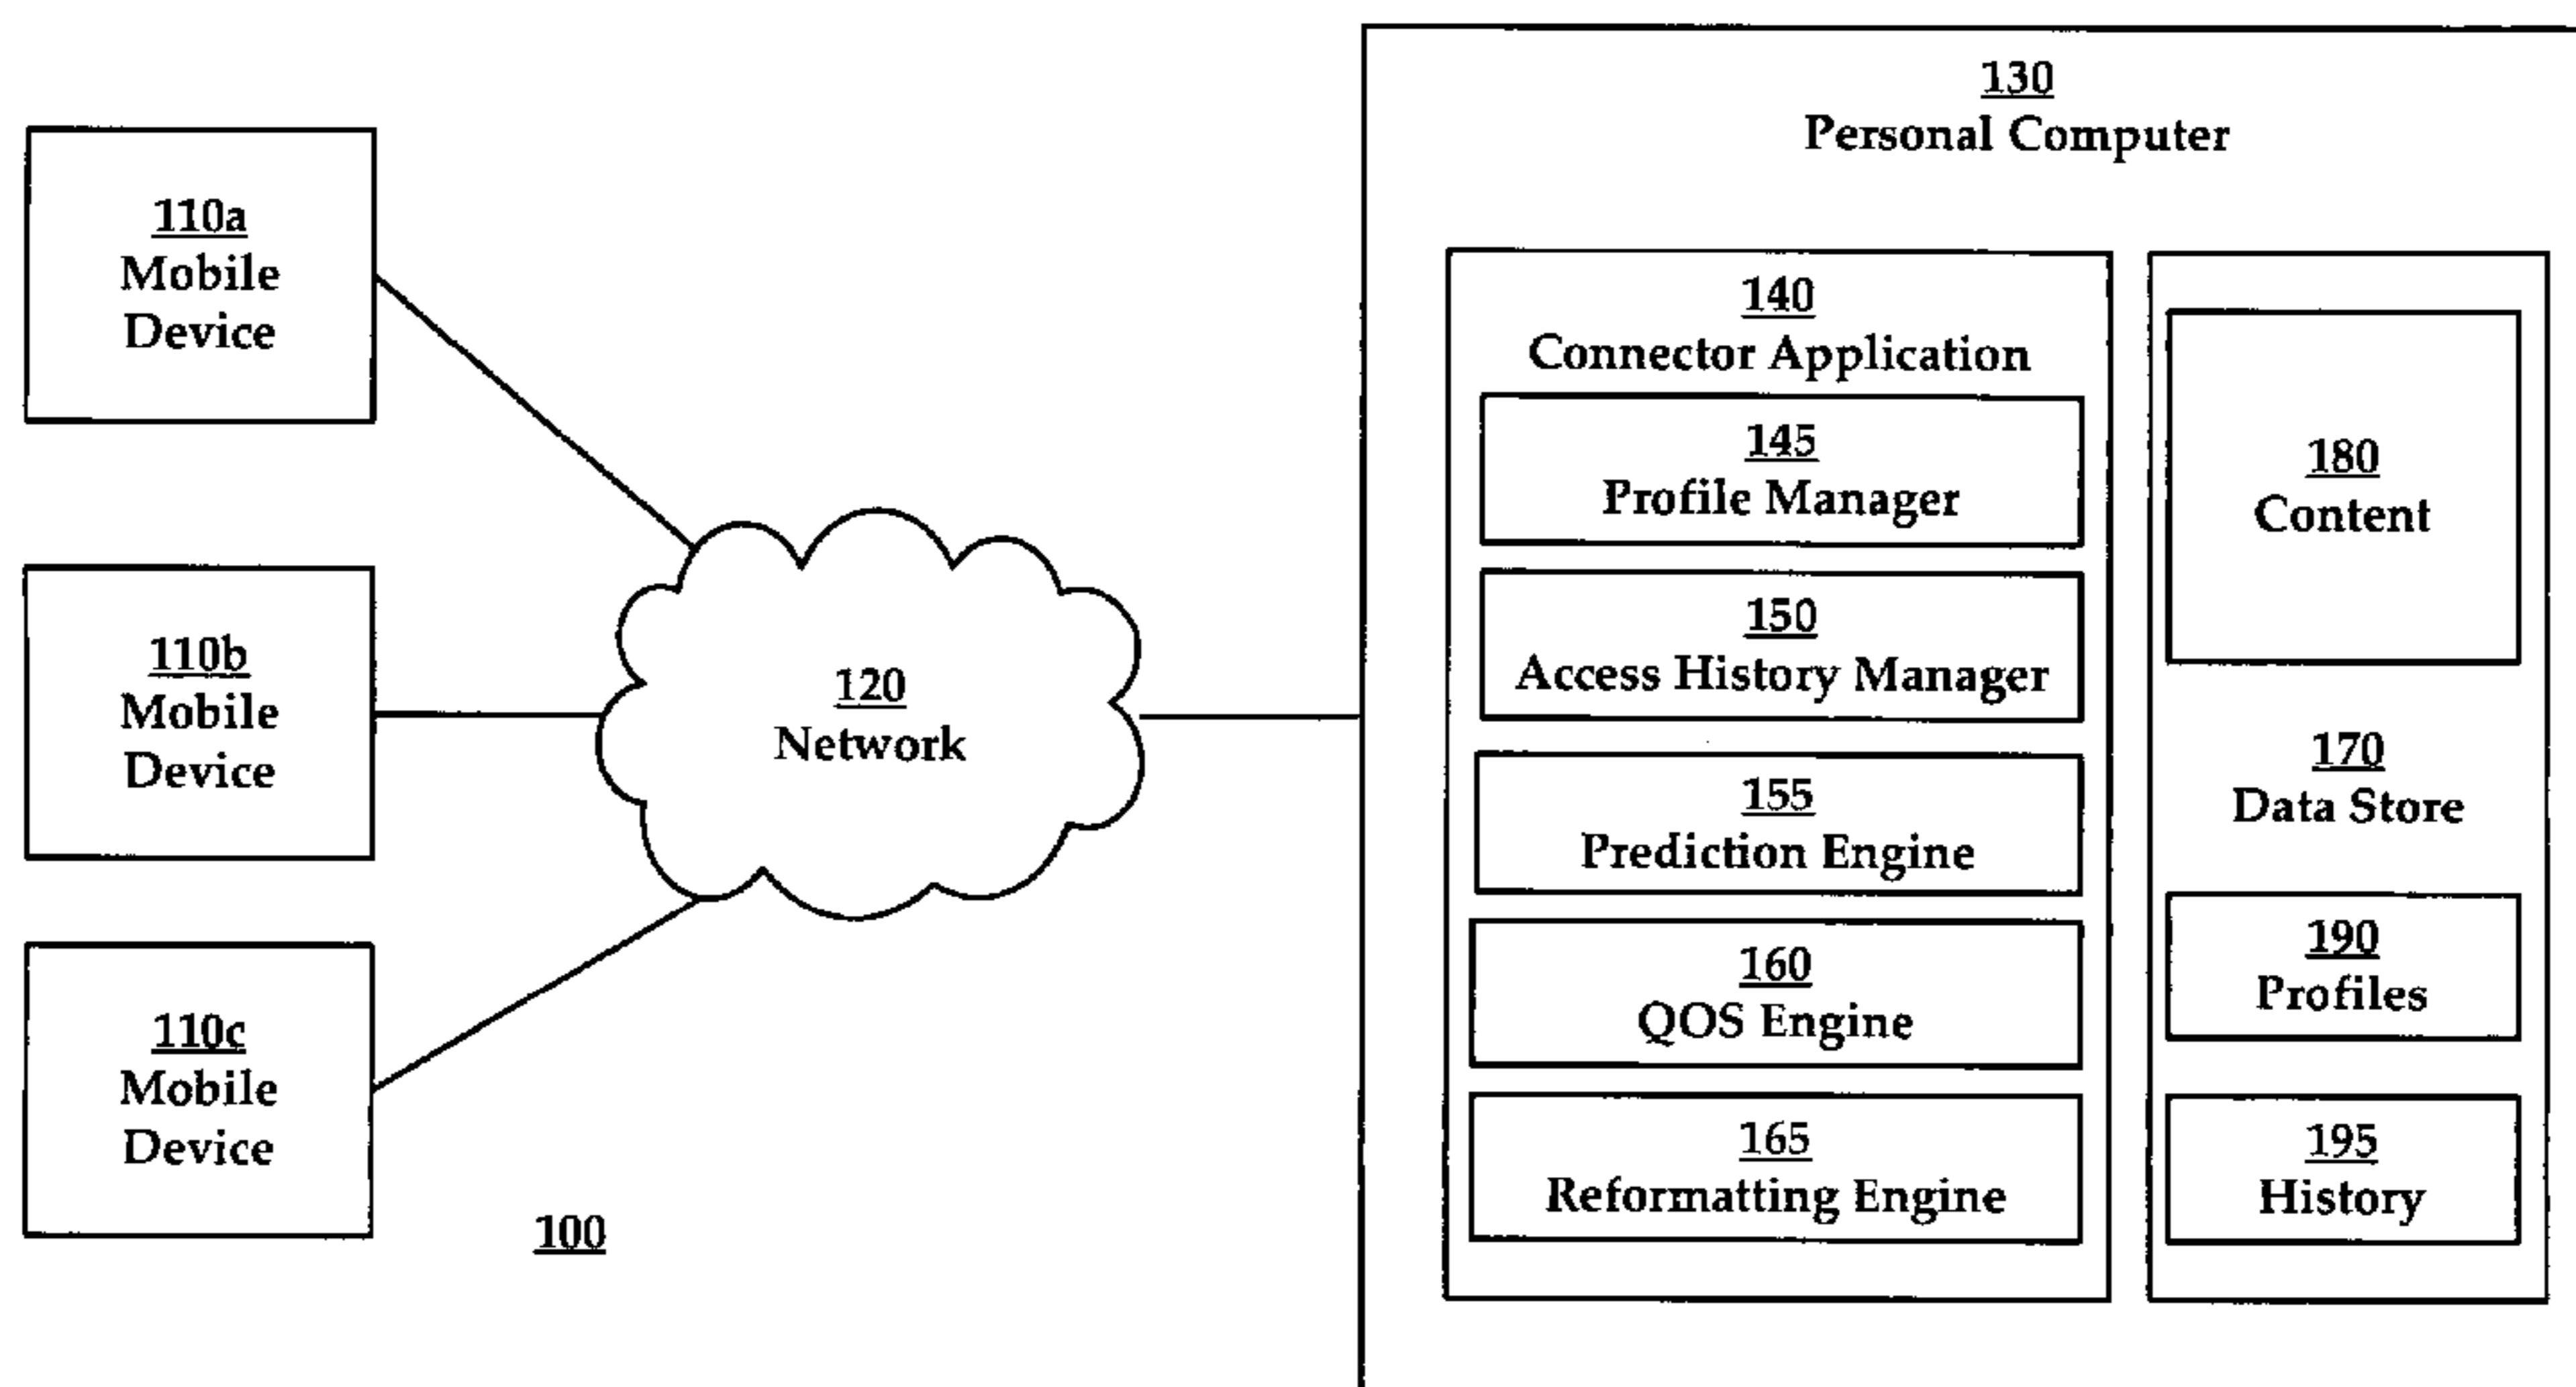 110a
Mobile
Device
110b
Mobile
Device
110c
Mobile
Device
100
120
Network
130
Personal Computer
140
Connector Application
145
Profile Manager
150
Access History Manager
155
Prediction Engine
160
QOS Engine
165
Reformatting Engine
180
Content
170
Data Store
190
Profiles
195
History